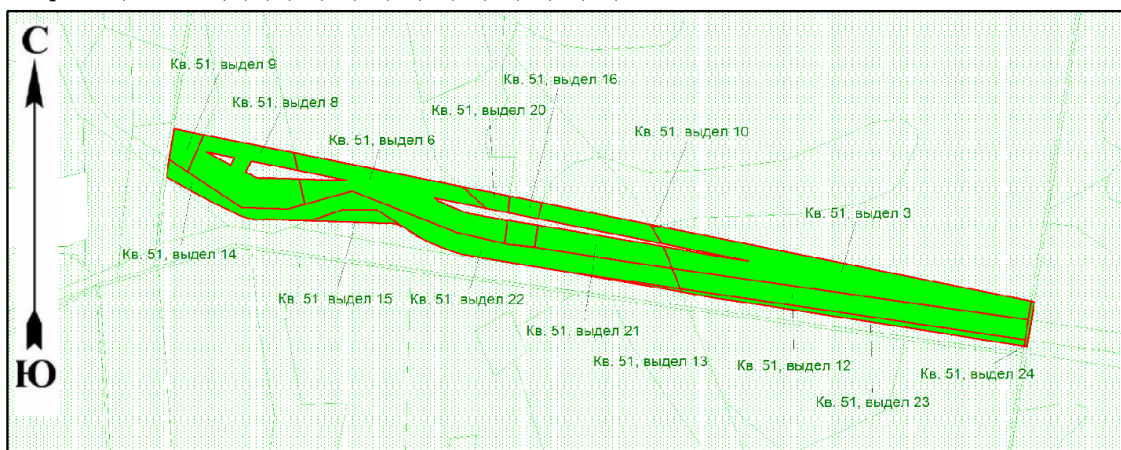 С
Кв. 51, выдел 9
Кв. 51, выдел 16
Кв. 51, выдел 8
Кв. 51, выдел 20
Кв. 51, выдел 10
Кв. 51, выдел 6
Кв. 51, выдел 3
Кв. 51, выдел 14
Кв. 51, выдел 15
Кв. 51, выдел 22
Кв. 51, выдел 21
Кв. 51, выдел 13
Кв. 51, выдел 12
Кв. 51, выдел 24
Кв. 51, выдел 23
Ю